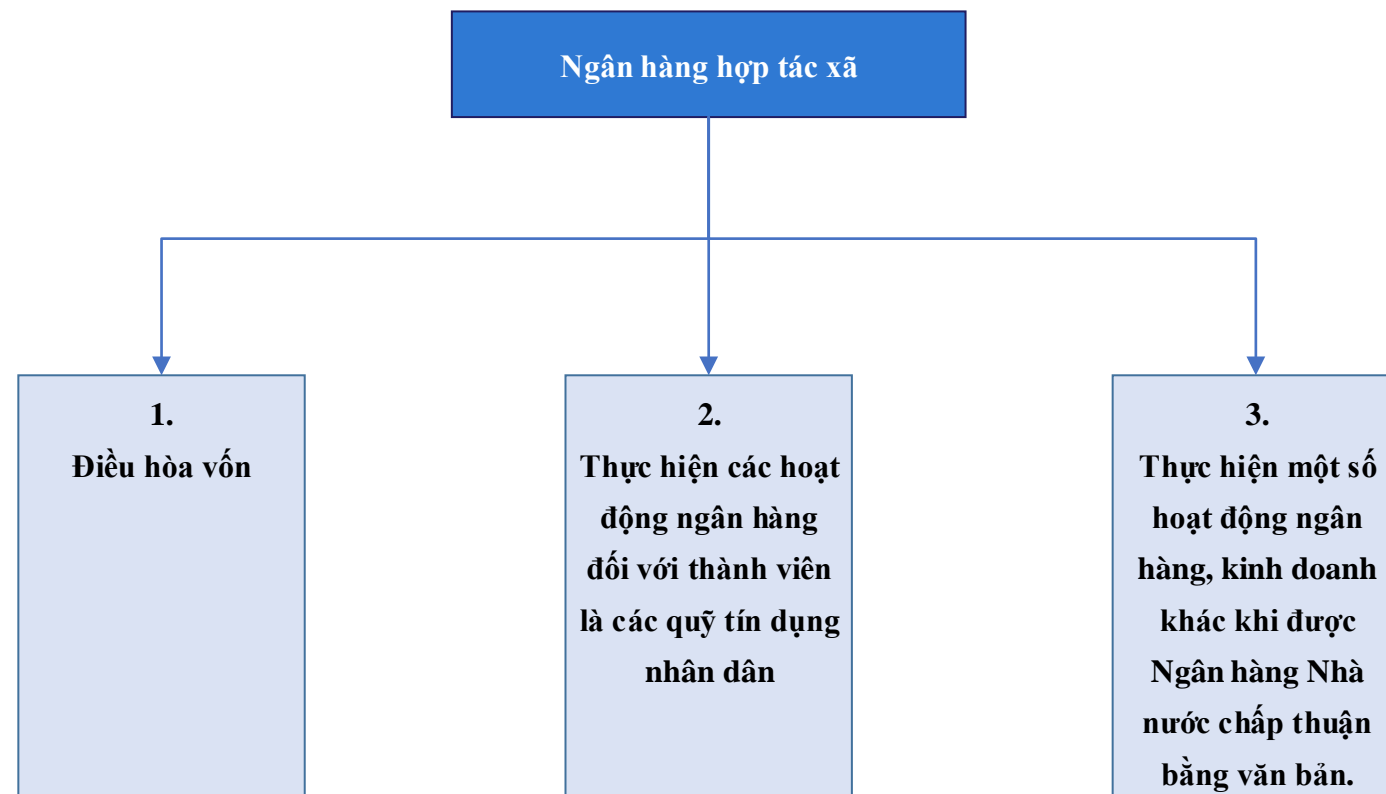 Ngân hàng hợp tác xã
1.
Điều hòa vốn
2.
Thực hiện các hoạt
động ngân hàng
đối với thành viên
là các quỹ tín dụng
nhân dân
3.
Thực hiện một số
hoạt động ngân
hàng, kinh doanh
khác khi được
Ngân hàng Nhà
nước chấp thuận
bằng văn bản.